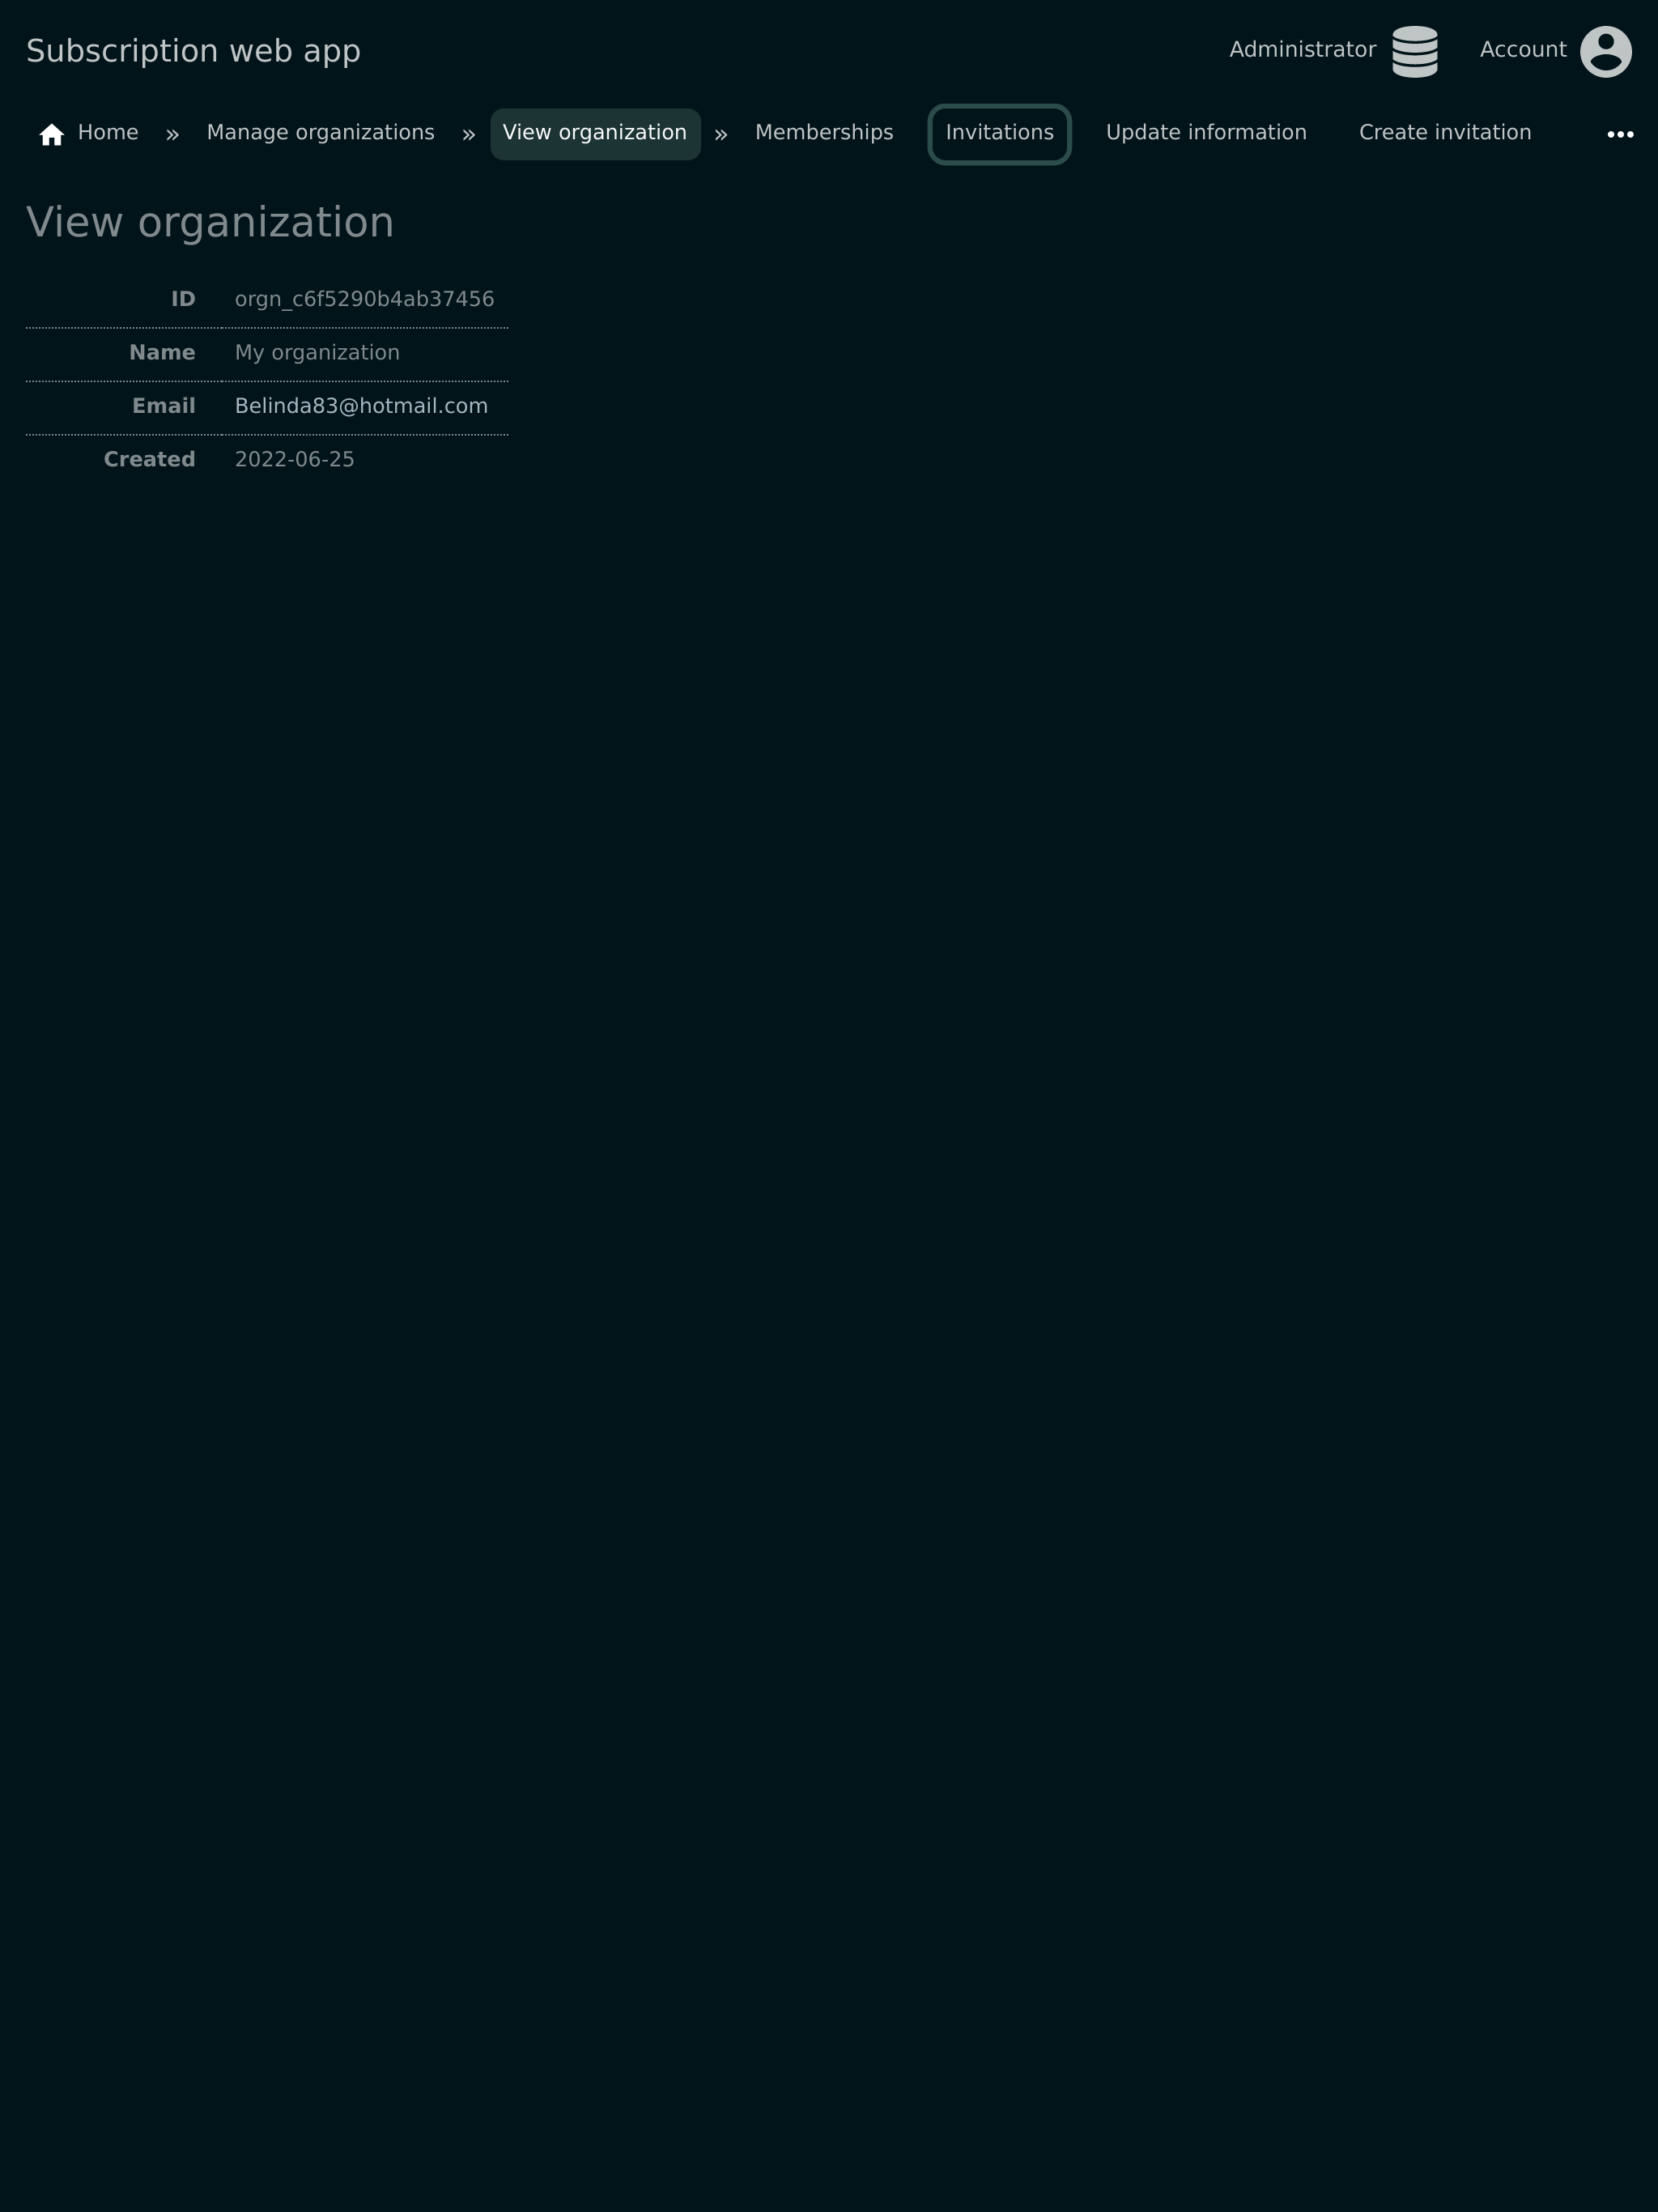 Subscription web app
Administrator
Account
Home » Manage organizations » View organization » Memberships Invitations Update information Create invitation •••
View organization
ID orgn_c6f5290b4ab37456
Name My organization
Email Belinda83@hotmail.com
Created 2022-06-25